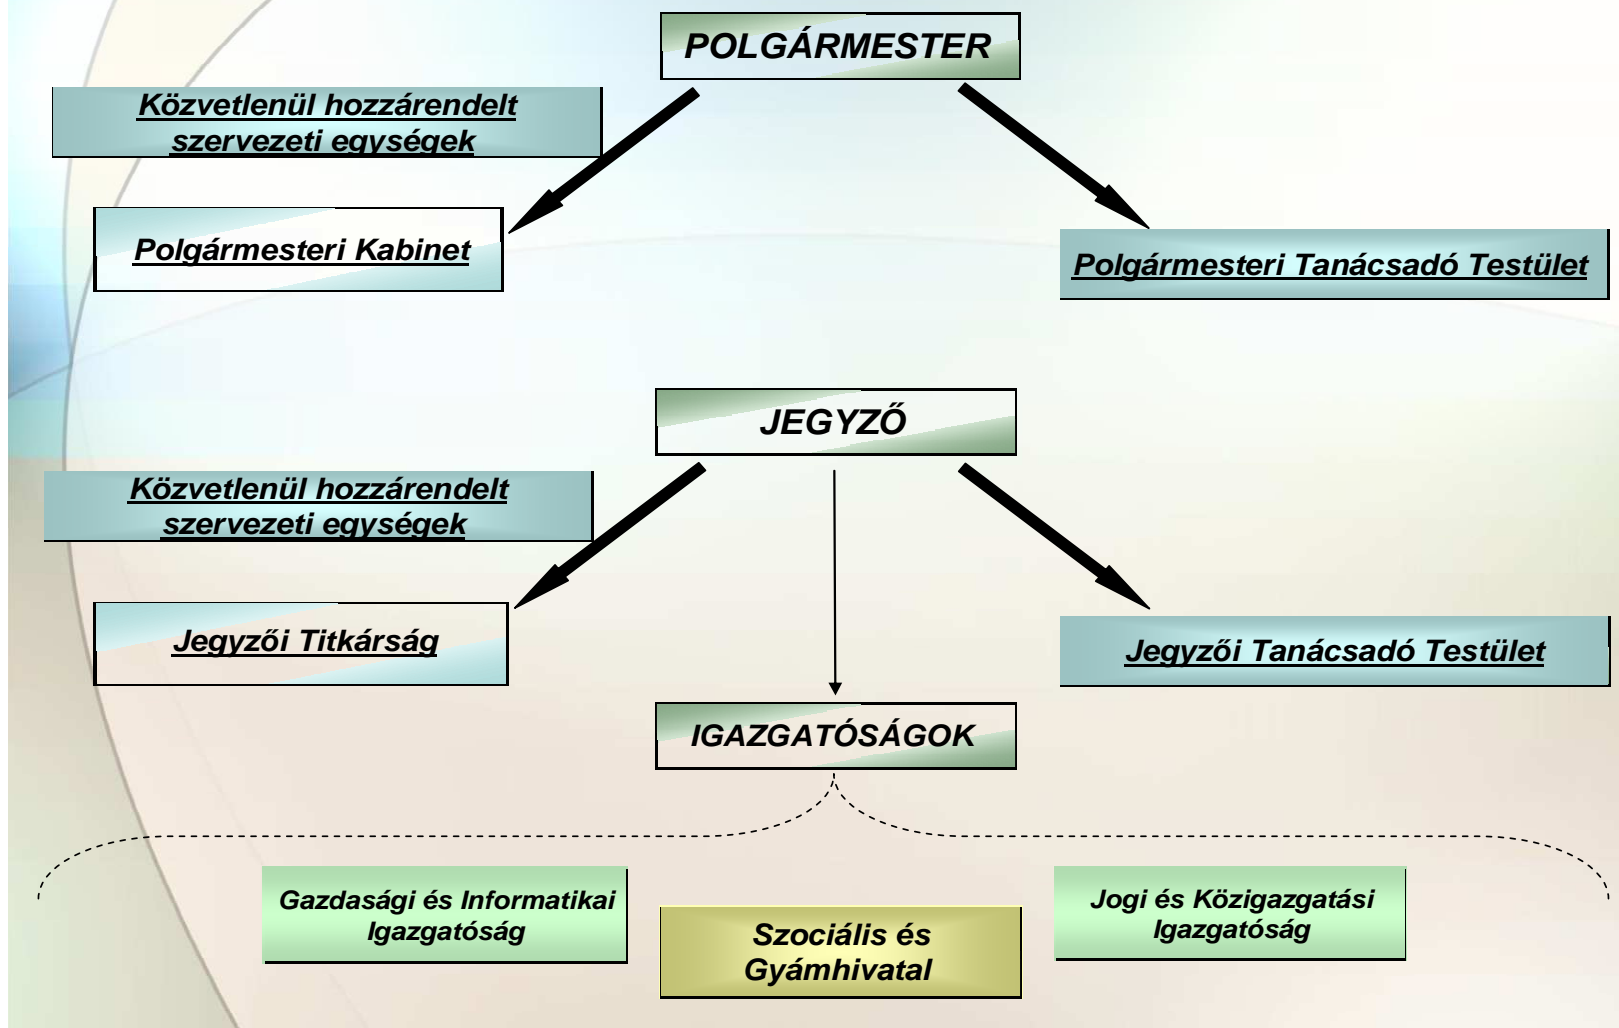 POLGÁRMESTER
Közvetlenül hozzárendelt
szervezeti egységek
Polgármesteri Kabinet
Polgármesteri Tanácsadó Testület
JEGYZŐ
Közvetlenül hozzárendelt
szervezeti egységek
Jegyzői Titkárság
Jegyzői Tanácsadó Testület
IGAZGATÓSÁGOK
Gazdasági és Informatikai
Igazgatóság
Szociális és
Gyámhivatal
Jogi és Közigazgatási
Igazgatóság